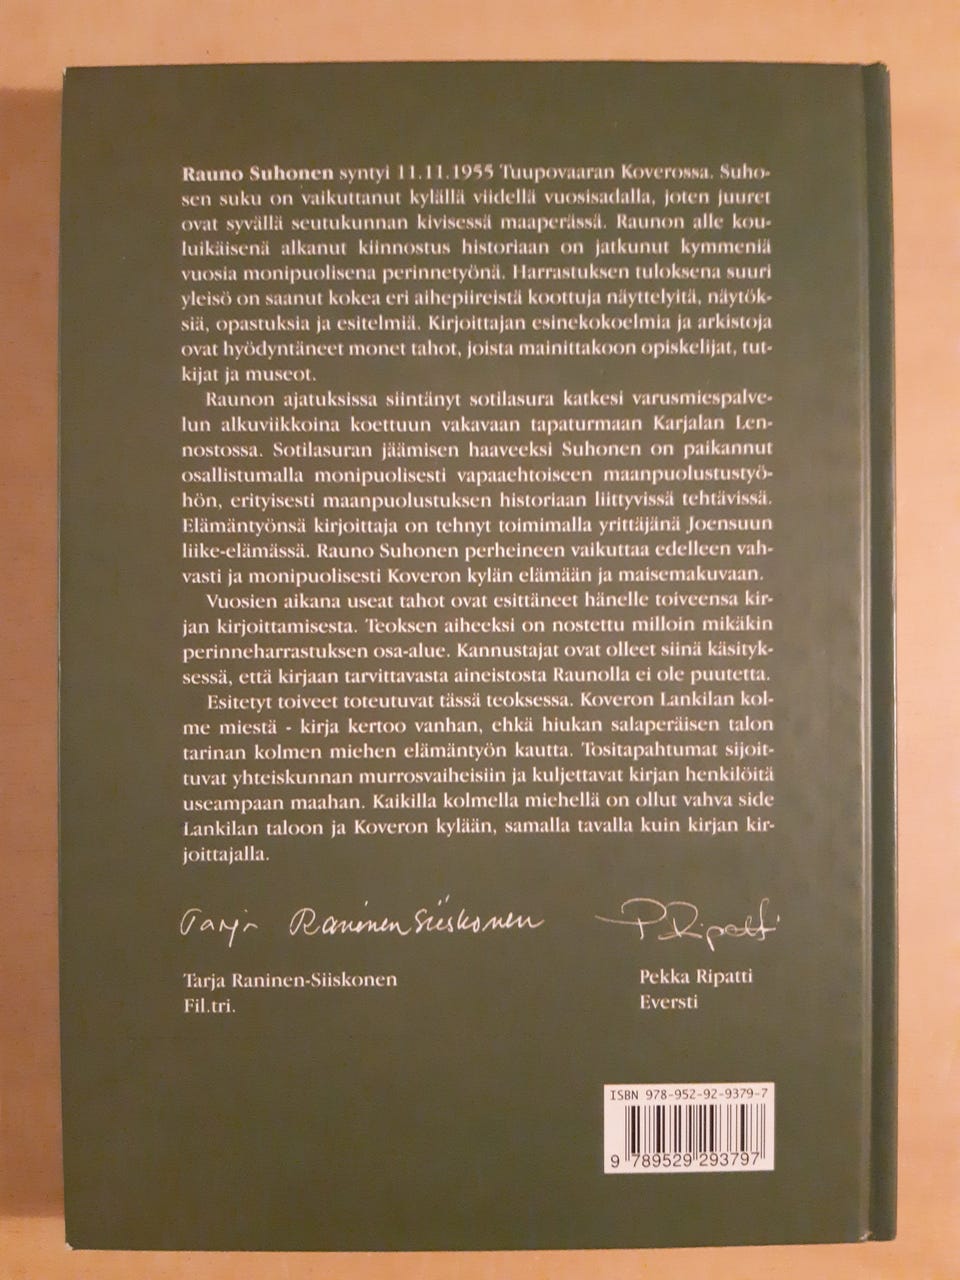 Rauno Suhonen syntyi 11.11.1955 Tuupovaaran Koverossa. Suho-
sen suku on vaikuttanut kylällä viidellä vuosisadalla, joten juuret
ovat syvällä seutukunnan kivisessä maaperässä. Raunon alle kou-
luikäisenä alkanut kiinnostus historiaan on jatkunut kymmeniä
vuosia monipuolisena perinnetyönä. Harrastuksen tuloksena suuri
yleisö on saanut kokea eri aihepiireistä koottuja näyttelyitä, näytök-
siä, opastuksia ja esitelmiä. Kirjoittajan esinekokoelmia ja arkistoja
ovat hyödyntäneet monet tahot, joista mainittakoon opiskelijat, tut-
kijat ja museot.
Raunon ajatuksissa siintänyt sotilasura katkesi varusmiespalve-
lun alkuviikkoina koettuun vakavaan tapaturmaan Karjalan Len-
nostossa. Sotilasuran jäämisen haaveeksi Suhonen on paikannut
osallistumalla monipuolisesti vapaaehtoiseen maanpuolustustyö-
hön, erityisesti maanpuolustuksen historiaan liittyvissä tehtävissä.
Elämäntyönsä kirjoittaja on tehnyt toimimalla yrittäjänä Joensuun
liike-elämässä. Rauno Suhonen perheineen vaikuttaa edelleen vah-
vasti ja monipuolisesti Koveron kylän elämään ja maisemakuvaan.
Vuosien aikana useat tahot ovat esittäneet hänelle toiveensa kir-
jan kirjoittamisesta. Teoksen aiheeksi on nostettu milloin mikäkin
perinneharrastuksen osa-alue. Kannustajat ovat olleet siinä käsityk-
sessä, että kirjaan tarvittavasta aineistosta Raunolla ei ole puutetta.
Esitetyt toiveet toteutuvat tässä teoksessa. Koveron Lankilan kol-
me miestä - kirja kertoo vanhan, ehkä hiukan salaperäisen talon
tarinan kolmen miehen elämäntyön kautta. Tositapahtumat sijoit-
tuvat yhteiskunnan murrosvaiheisiin ja kuljettavat kirjan henkilöitä
useampaan maahan. Kaikilla kolmella miehellä on ollut vahva side
Lankilan taloon ja Koveron kylään, samalla tavalla kuin kirjan kir-
joittajalla.
Tarja Raninen-Siiskonen P. Ripatti
Tarja Raninen-Siiskonen Pekka Ripatti
Fil.tri. Eversti
ISBN 978-952-92-9379-7
9 789529 293797